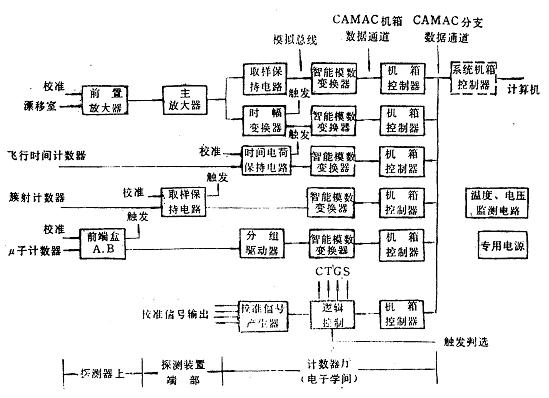 CAMAC机箱 CAMAC分支
模拟总线 数据通道 数据通道
取样保
持电路
智能模数
变换器
机箱
控制器
系统机箱
控制器
计算机
校准
漂移室
前置
放大器
主
放大器
触发
时幅
变换器
智能模数
变换器
机箱
控制器
触发
飞行时间计数器
校准
时间电荷
保持电路
智能模数
变换器
机箱
控制器
触发
簇射计数器
校准
取样保
持电路
智能模数
变换器
机箱
控制器
温度、电压
监测电路
触发
校准
μ子计数器
前端盒
A.B
分组
驱动器
智能模数
变换器
机箱
控制器
专用电源
CTGS
校准信号输出
校准信号
产生器
逻辑
控制
机箱
控制器
触发判选
探测器上
探测装置
端部
计数器厅
(电子学间)